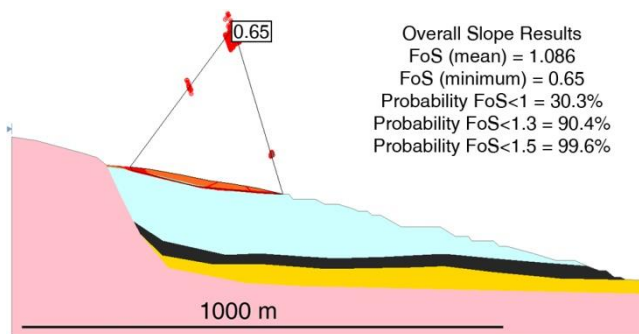 0.65
Overall Slope Results
FoS (mean) = 1.086
FoS (minimum) = 0.65
Probability FoS<1 = 30.3%
Probability FoS<1.3 = 90.4%
Probability FoS<1.5 = 99.6%
1000 m